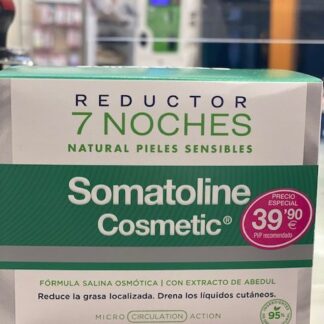 REDUCTOR
7 NOCHES
NATURAL PIELES SENSIBLES
Somatoline
Cosmetic®
PRECIO
ESPECIAL
39'90
€
PVP recomendado
FÓRMULA SALINA OSMÓTICA | CON EXTRACTO DE ABEDUL
Reduce la grasa localizada. Drena los líquidos cutáneos.
MICRO CIRCULATION ACTION
95%